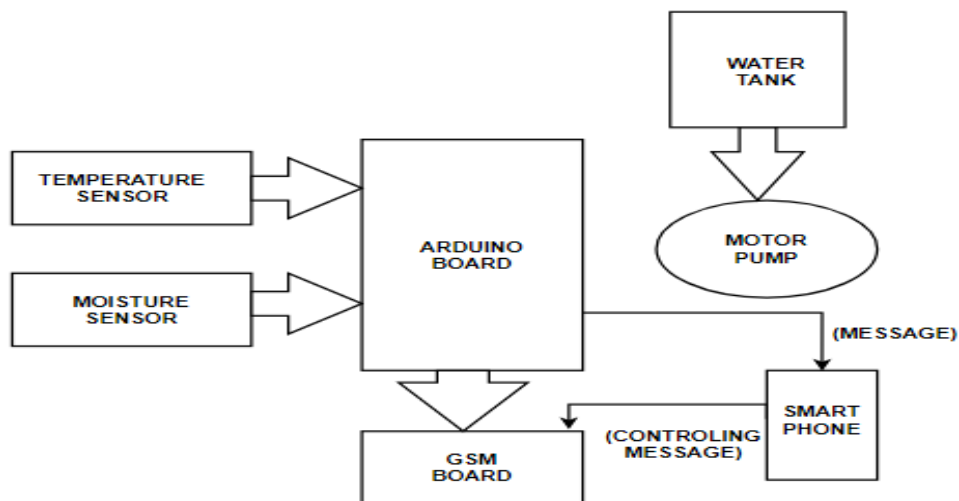 WATER
TANK
TEMPERATURE
SENSOR
ARDUINO
BOARD
MOTOR
PUMP
MOISTURE
SENSOR
(MESSAGE)
SMART
PHONE
(CONTROLING
MESSAGE)
GSM
BOARD